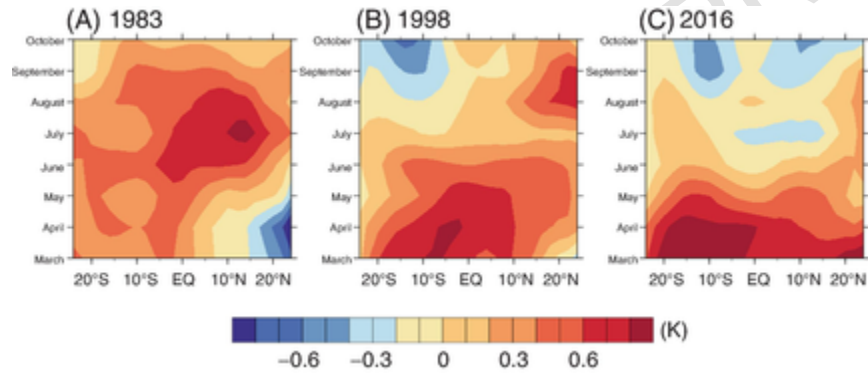 (A) 1983
October
September
August
July
June
May
April
March
20°S 10°S EQ 10°N 20°N
(B) 1998
October
September
August
July
June
May
April
March
20°S 10°S EQ 10°N 20°N
(C) 2016
October
September
August
July
June
May
April
March
20°S 10°S EQ 10°N 20°N
−0.6 −0.3 0 0.3 0.6 (K)